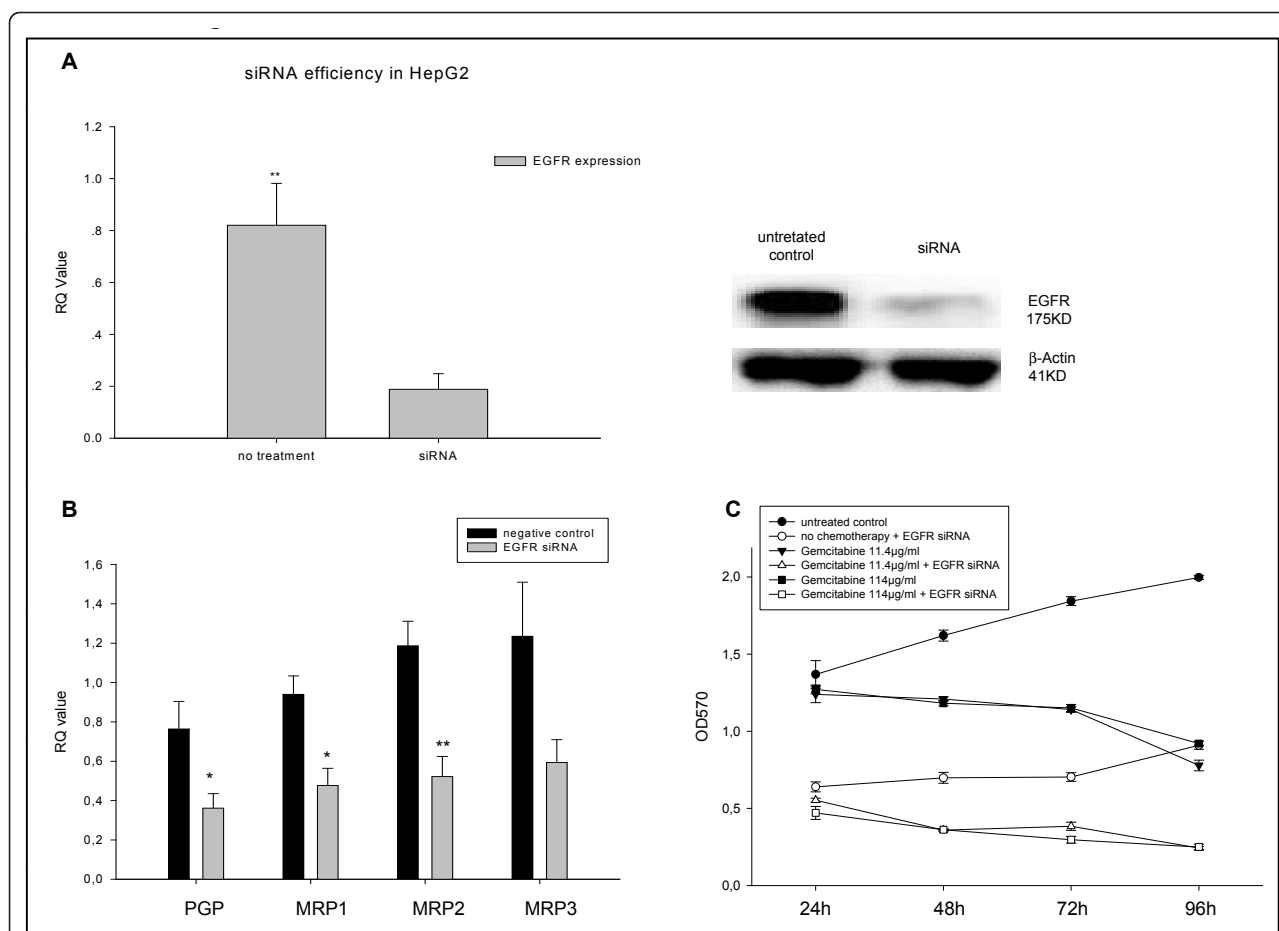 A
siRNA efficiency in HepG2
1.2
1.0
.8
.6
.4
0.2
0.0
RQ Value
**
EGFR expression
no treatment
siRNA
untretated
control
siRNA
EGFR
175KD
β-Actin
41KD
B
negative control
EGFR siRNA
1,6
1,4
1,2
1,0
0,8
0,6
0,4
0,2
0,0
RQ value
*
*
**
PGP
MRP1
MRP2
MRP3
C
untreated control
no chemotherapy + EGFR siRNA
Gemcitabine 11.4µg/ml
Gemcitabine 11.4µg/ml + EGFR siRNA
Gemcitabine 114µg/ml
Gemcitabine 114µg/ml + EGFR siRNA
2,0
1,5
1,0
0,5
0,0
OD570
24h
48h
72h
96h